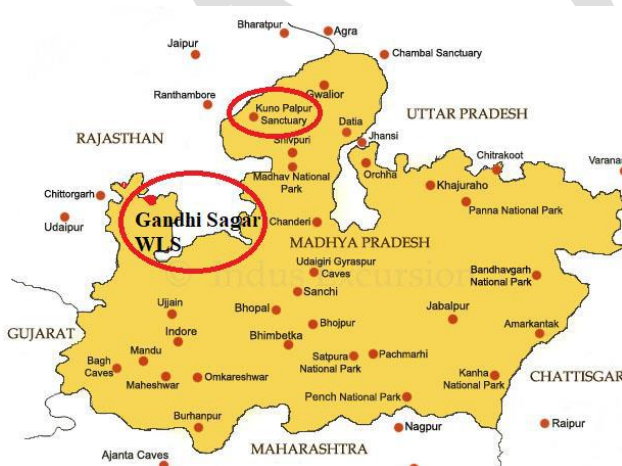 Bharatpur
Agra
Jaipur
Chambal Sanctuary
Ranthambore
Gwalior
Kuno Palpur
Sanctuary
UTTAR PRADESH
Datia
Jhansi
RAJASTHAN
Shivpuri
Chitrakoot
Varanas
Orchha
Madhav National
Park
Khajuraho
Chittorgarh
Panna National Park
Udaipur
Gandhi Sagar
WLS
Chanderi
MADHYA PRADESH
Udaigiri Gyraspur
Caves
© Indus Excursion
Bandhavgarh
National Park
Sanchi
Ujjain
Bhopal
Bhojpur
Jabalpur
GUJARAT
Indore
Bhimbetka
Amarkantak
Mandu
Bagh
Caves
Satpura
National Park
Pachmarhi
Maheshwar
Omkareshwar
Kanha
National Park
CHATTISGAR
Pench National Park
Burhanpur
Nagpur
Raipur
MAHARASHTRA
Ajanta Caves